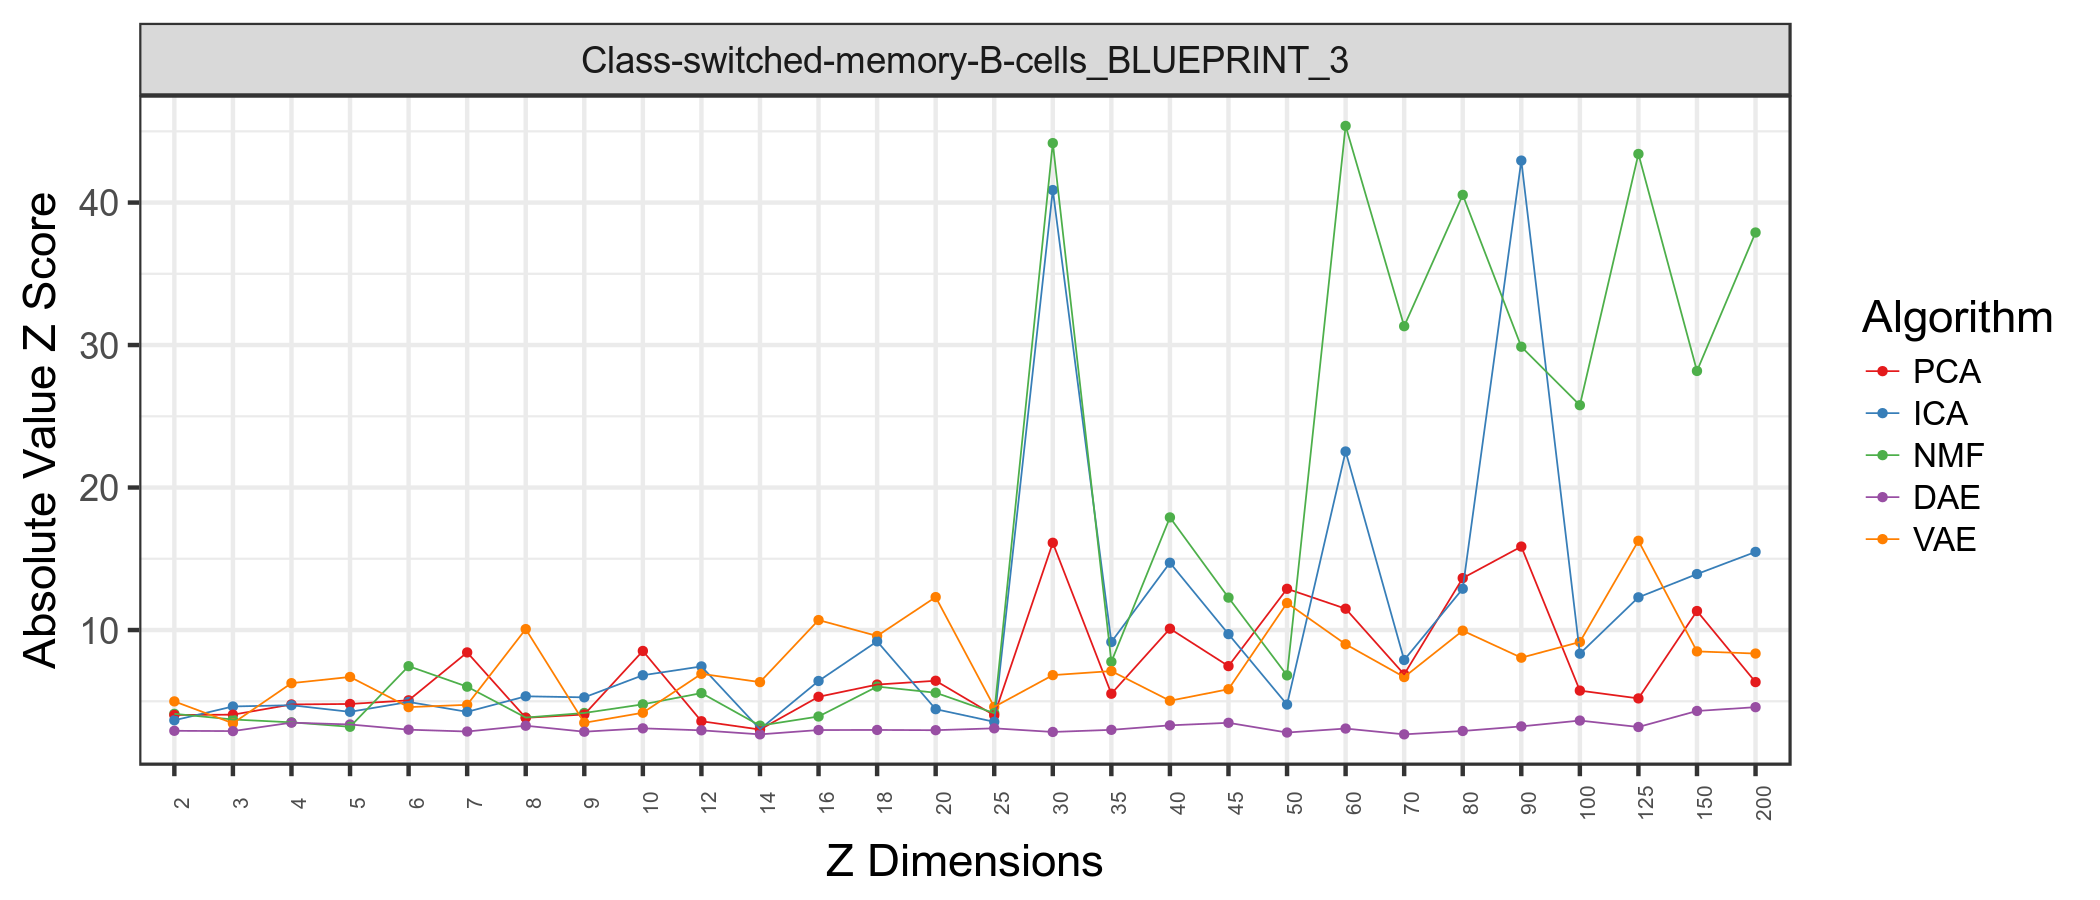 Class-switched-memory-B-cells_BLUEPRINT_3
Absolute Value Z Score
40
30
20
10
2 3 4 5 6 7 8 9 10 12 14 16 18 20 25 30 35 40 45 50 60 70 80 90 100 125 150 200
Z Dimensions
Algorithm
PCA
ICA
NMF
DAE
VAE